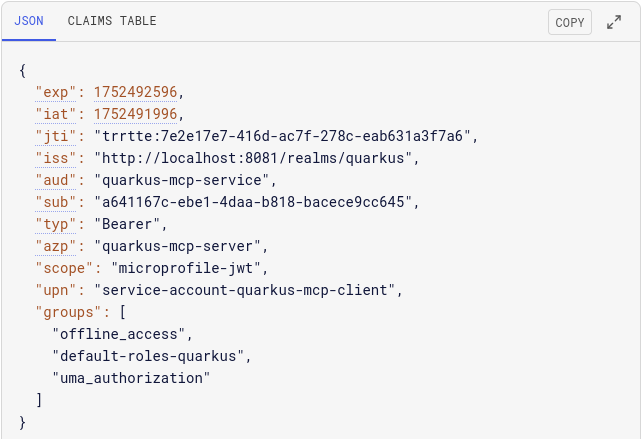 JSON CLAIMS TABLE COPY
{
"exp": 1752492596,
"iat": 1752491996,
"jti": "trrtte:7e2e17e7-416d-ac7f-278c-eab631a3f7a6",
"iss": "http://localhost:8081/realms/quarkus",
"aud": "quarkus-mcp-service",
"sub": "a641167c-ebe1-4daa-b818-bacece9cc645",
"typ": "Bearer",
"azp": "quarkus-mcp-server",
"scope": "microprofile-jwt",
"upn": "service-account-quarkus-mcp-client",
"groups": [
"offline_access",
"default-roles-quarkus",
"uma_authorization"
]
}